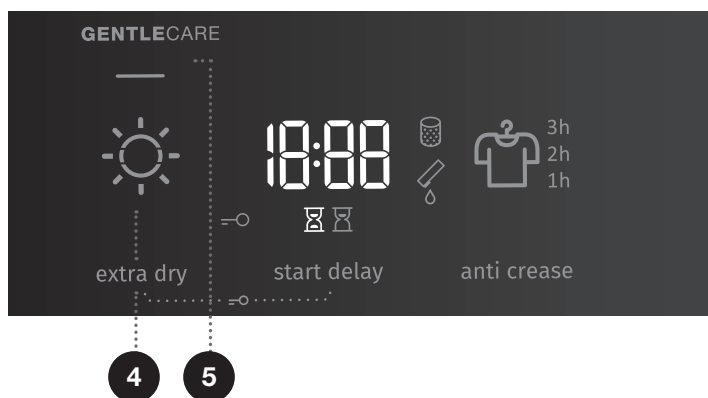 GENTLECARE
18:88
3h
2h
1h
extra dry
start delay
anti crease
4
5